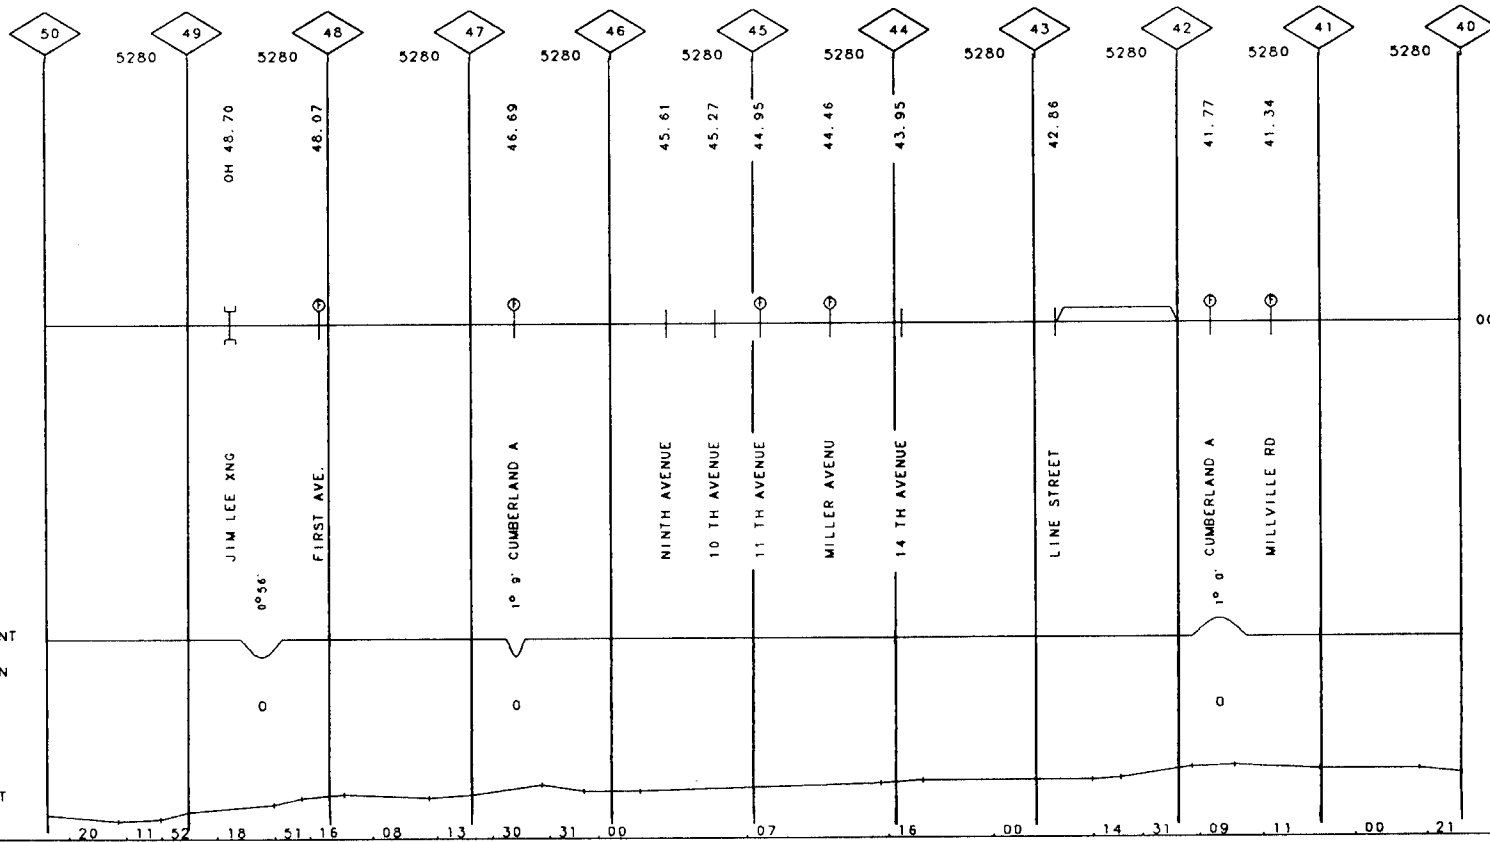 50 49 48 47 46 45 44 43 42 41 40
5280 5280 5280 5280 5280 5280 5280 5280 5280 5280
OH 48.70
48.07
46.69
45.61
45.27
44.95
44.46
43.95
42.86
41.77
41.34
F F F F F F
00
JIM LEE XNG
FIRST AVE.
CUMBERLAND A
NINTH AVENUE
10 TH AVENUE
11 TH AVENUE
MILLER AVENU
14 TH AVENUE
LINE STREET
CUMBERLAND A
MILLVILLE RD
0° 56'
1° 9'
1° 0'
NT
N
0 0 0
T
.20 .11 .52 .18 .51 .16 .08 .13 .30 .31 .00 .07 .16 .00 .14 .31 .09 .11 .00 .21